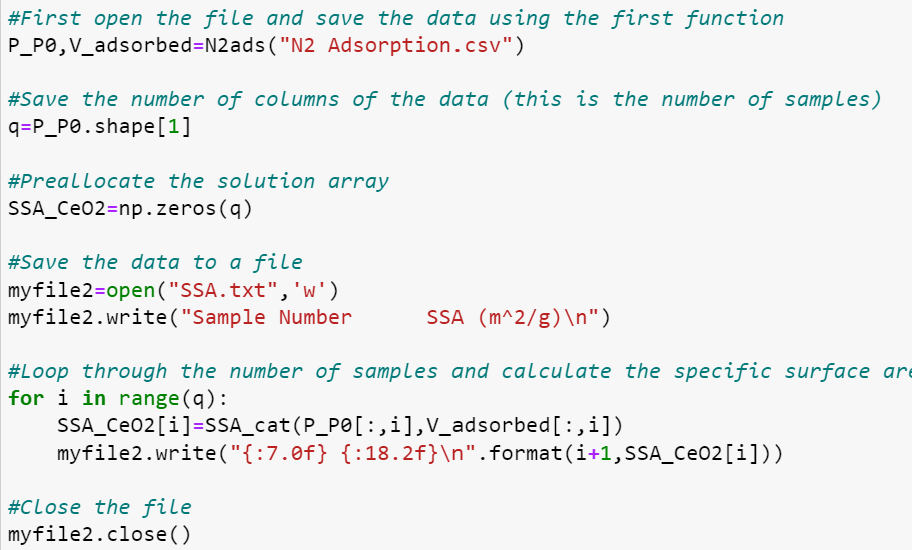 #First open the file and save the data using the first function
P_P0,V_adsorbed=N2ads("N2 Adsorption.csv")
#Save the number of columns of the data (this is the number of samples)
q=P_P0.shape[1]
#Preallocate the solution array
SSA_CeO2=np.zeros(q)
#Save the data to a file
myfile2=open("SSA.txt",'w')
myfile2.write("Sample Number      SSA (m^2/g)\n")
#Loop through the number of samples and calculate the specific surface
for i in range(q):
    SSA_CeO2[i]=SSA_cat(P_P0[:,i],V_adsorbed[:,i])
    myfile2.write("{:7.0f} {:18.2f}\n".format(i+1,SSA_CeO2[i]))
#Close the file
myfile2.close()